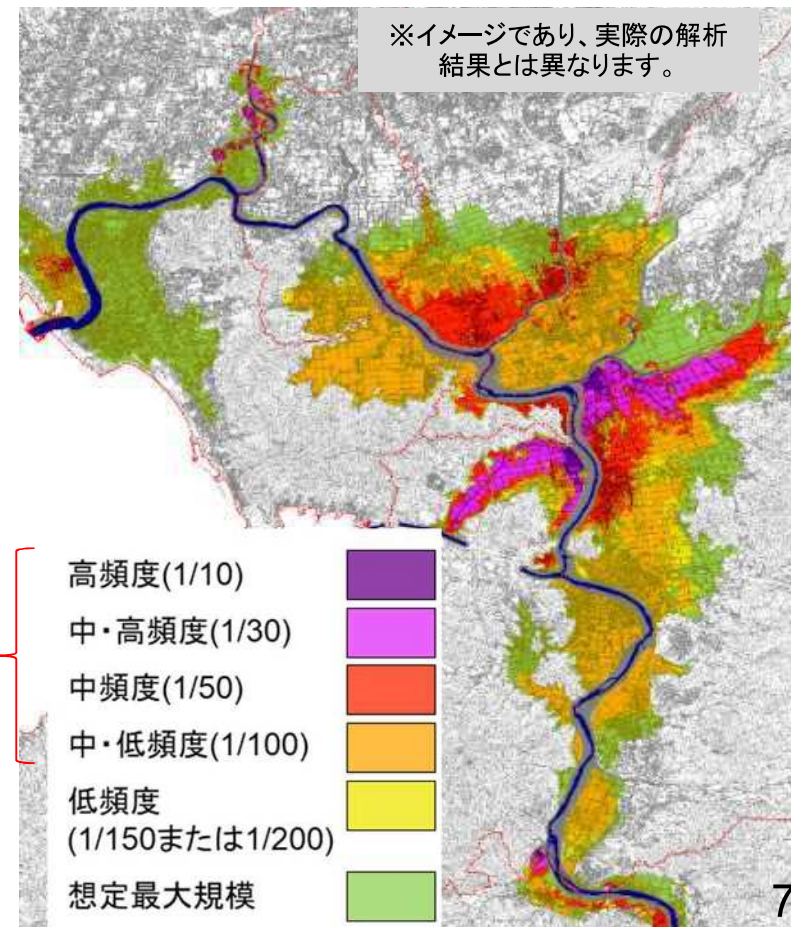 ※イメージであり、実際の解析
結果とは異なります。
高頻度(1/10)
中・高頻度(1/30)
中頻度(1/50)
中・低頻度(1/100)
低頻度
(1/150または1/200)
想定最大規模
7